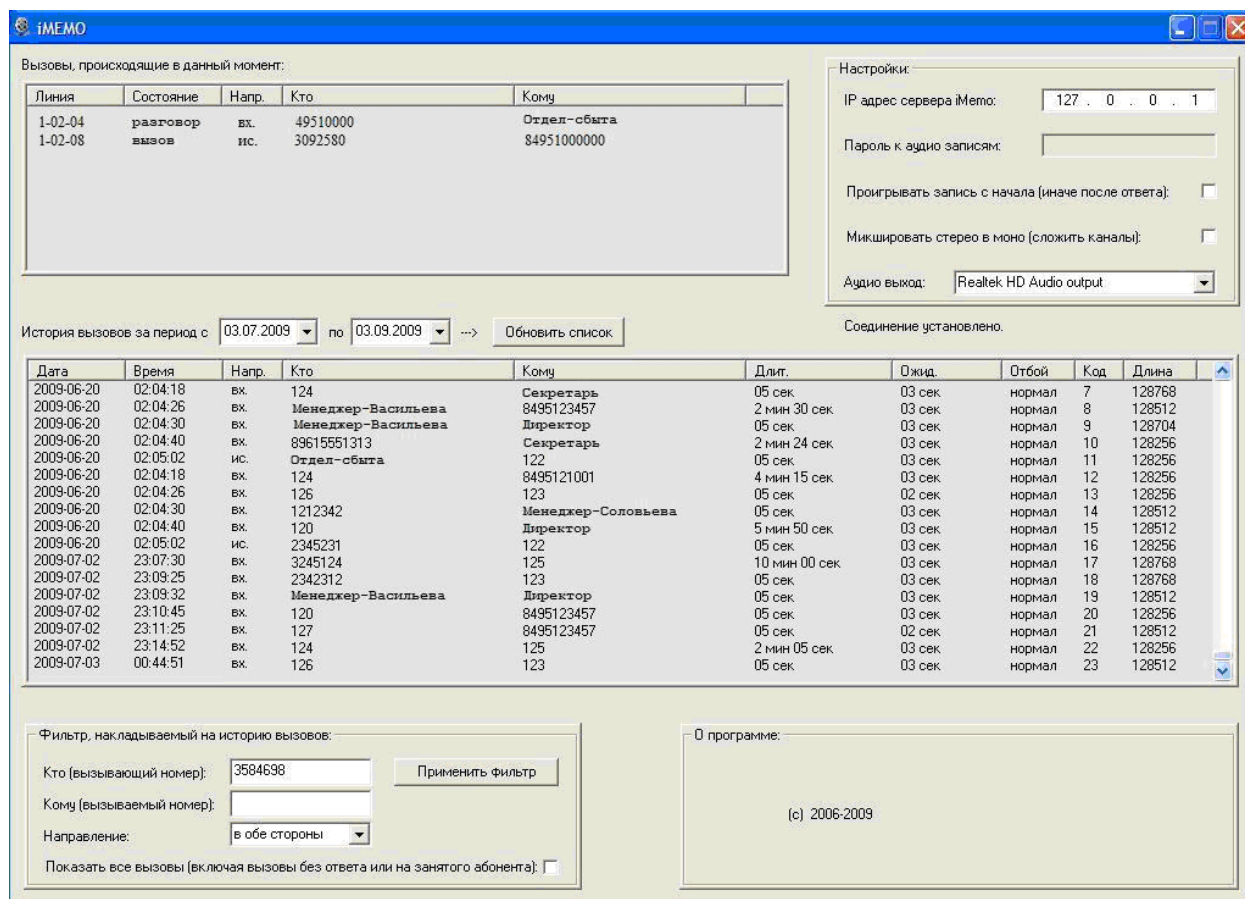 iMEMO
Вызовы, происходящие в данный момент:
Линия Состояние Напр. Кто Кому
1-02-04 разговор вх. 49510000 Отдел-сбыта
1-02-08 вызов ис. 3092580 84951000000
Настройки:
IP адрес сервера iMemo: 127 . 0 . 0 . 1
Пароль к аудио записям:
Проигрывать запись с начала (иначе после ответа):
Микшировать стерео в моно (сложить каналы):
Аудио выход: Realtek HD Audio output
Соединение установлено.
История вызовов за период с 03.07.2009 по 03.09.2009 ---> Обновить список
Дата Время Напр. Кто Кому Длит. Ожид. Отбой Код Длина
2009-06-20 02:04:18 вх. 124 Секретарь 05 сек 03 сек нормал 7 128768
2009-06-20 02:04:26 вх. Менеджер-Васильева 8495123457 2 мин 30 сек 03 сек нормал 8 128512
2009-06-20 02:04:30 вх. Менеджер-Васильева Директор 05 сек 03 сек нормал 9 128704
2009-06-20 02:04:40 вх. 89615551313 Секретарь 2 мин 24 сек 03 сек нормал 10 128256
2009-06-20 02:05:02 ис. Отдел-сбыта 122 05 сек 03 сек нормал 11 128256
2009-06-20 02:04:18 вх. 124 8495121001 4 мин 15 сек 03 сек нормал 12 128256
2009-06-20 02:04:26 вх. 126 123 05 сек 02 сек нормал 13 128256
2009-06-20 02:04:30 вх. 1212342 Менеджер-Соловьева 05 сек 03 сек нормал 14 128512
2009-06-20 02:04:40 вх. 120 Директор 5 мин 50 сек 03 сек нормал 15 128512
2009-06-20 02:05:02 ис. 2345231 122 05 сек 03 сек нормал 16 128256
2009-07-02 23:07:30 вх. 3245124 125 10 мин 00 сек 03 сек нормал 17 128768
2009-07-02 23:09:25 вх. 2342312 123 05 сек 03 сек нормал 18 128768
2009-07-02 23:09:32 вх. Менеджер-Васильева Директор 05 сек 03 сек нормал 19 128512
2009-07-02 23:10:45 вх. 120 8495123457 05 сек 03 сек нормал 20 128256
2009-07-02 23:11:25 вх. 127 8495123457 05 сек 02 сек нормал 21 128512
2009-07-02 23:14:52 вх. 124 125 2 мин 05 сек 03 сек нормал 22 128256
2009-07-03 00:44:51 вх. 126 123 05 сек 03 сек нормал 23 128512
Фильтр, накладываемый на историю вызовов:
Кто (вызывающий номер): 3584698 Применить фильтр
Кому (вызываемый номер):
Направление: в обе стороны
Показать все вызовы (включая вызовы без ответа или на занятого абонента):
О программе:
(c) 2006-2009